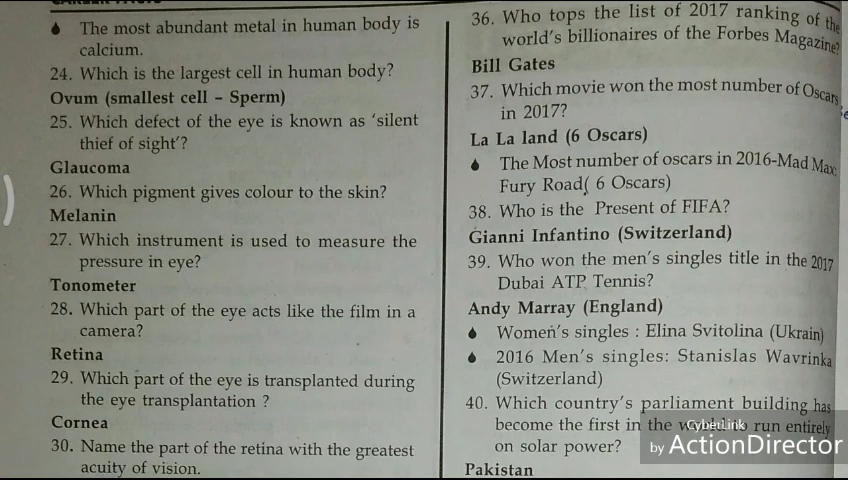 The most abundant metal in human body is
calcium.
24. Which is the largest cell in human body?
Ovum (smallest cell – Sperm)
25. Which defect of the eye is known as 'silent
thief of sight'?
Glaucoma
26. Which pigment gives colour to the skin?
Melanin
27. Which instrument is used to measure the
pressure in eye?
Tonometer
28. Which part of the eye acts like the film in a
camera?
Retina
29. Which part of the eye is transplanted during
the eye transplantation ?
Cornea
30. Name the part of the retina with the greatest
acuity of vision.
36. Who tops the list of 2017 ranking of the
world's billionaires of the Forbes Magazine?
Bill Gates
37. Which movie won the most number of Oscars
in 2017?
La La land (6 Oscars)
The Most number of oscars in 2016-Mad Max:
Fury Road( 6 Oscars)
38. Who is the Present of FIFA?
Gianni Infantino (Switzerland)
39. Who won the men's singles title in the 2017
Dubai ATP Tennis?
Andy Marray (England)
Women's singles : Elina Svitolina (Ukrain)
2016 Men's singles: Stanislas Wavrinka
(Switzerland)
40. Which country's parliament building has
become the first in the run entirely
on solar power?
Pakistan
CyberLink
by ActionDirector